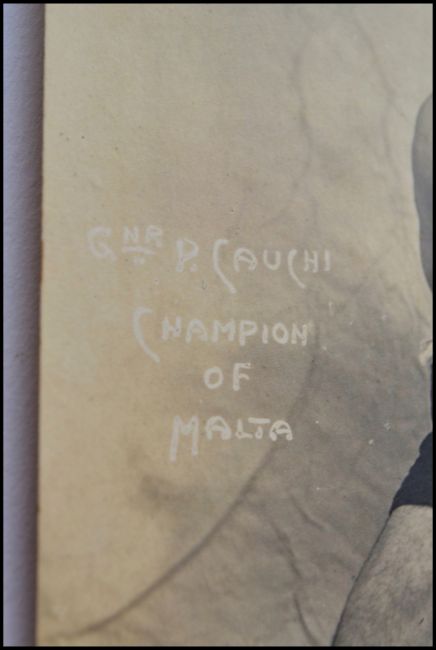 GNR P. CAUCHI
CHAMPION
OF
MALTA